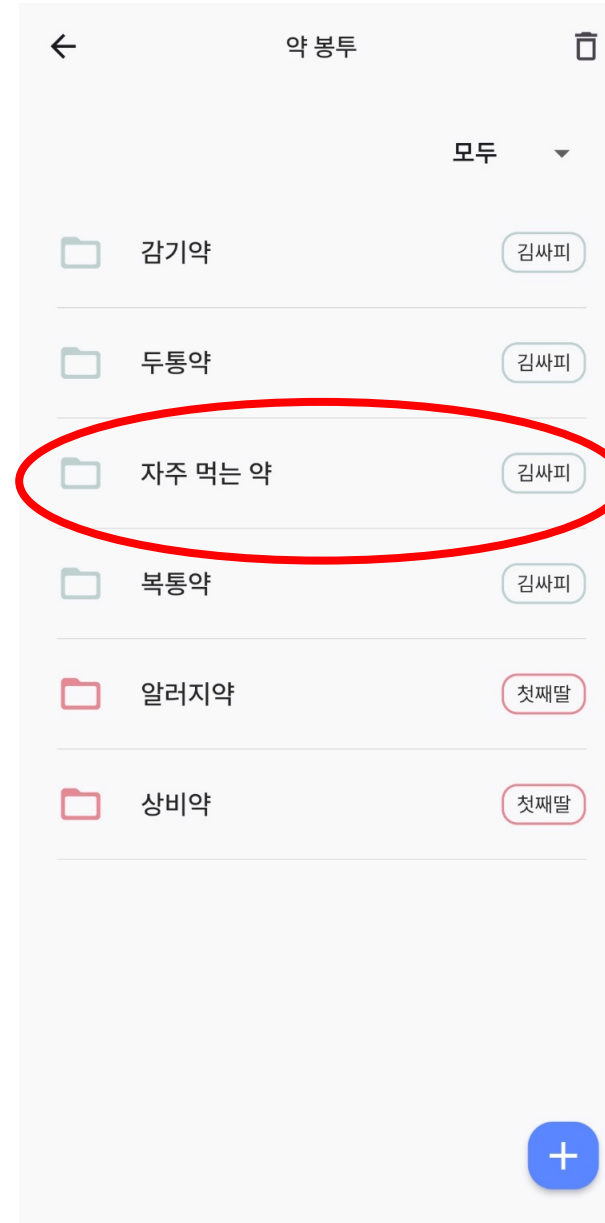 약 봉투
모두
감기약 김싸피
두통약 김싸피
자주 먹는 약 김싸피
복통약 김싸피
알러지약 첫째딸
상비약 첫째딸